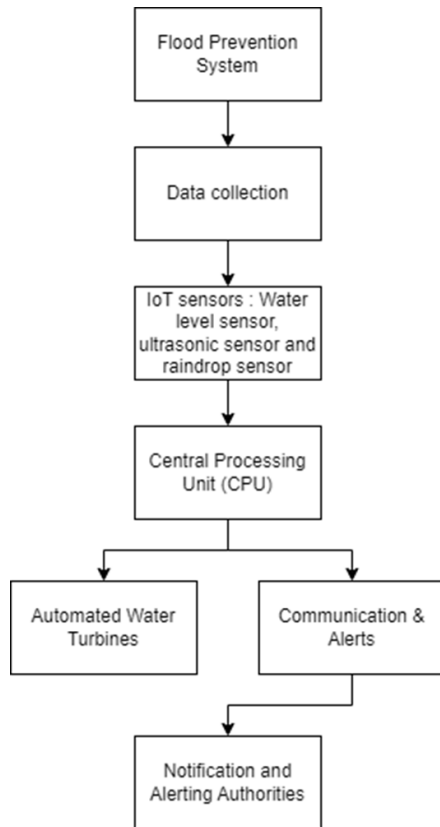 Flood Prevention
System
Data collection
IoT sensors : Water
level sensor,
ultrasonic sensor and
raindrop sensor
Central Processing
Unit (CPU)
Automated Water
Turbines
Communication &
Alerts
Notification and
Alerting Authorities